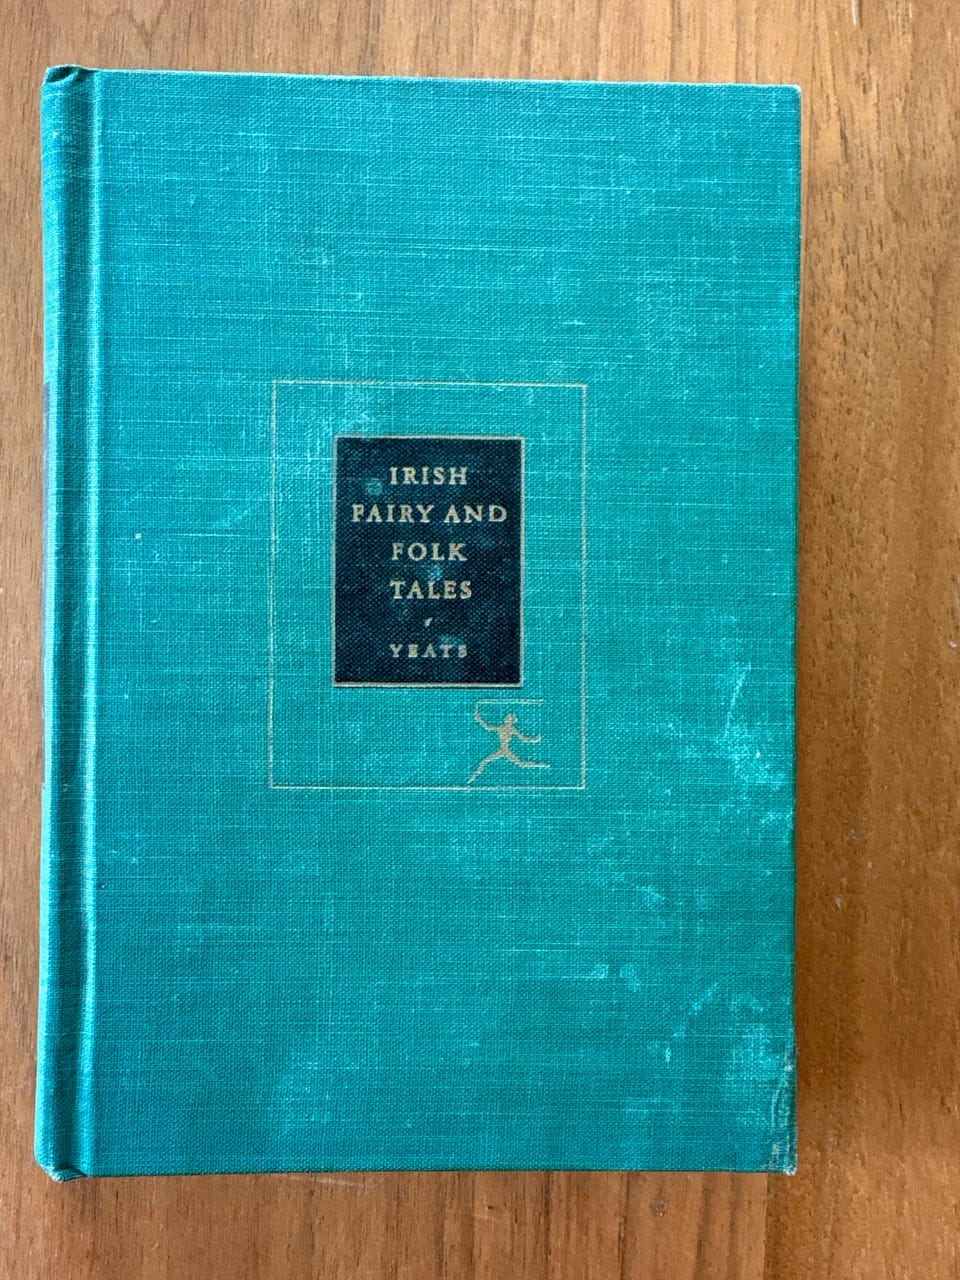 IRISH
FAIRY AND
FOLK
TALES
YEATS